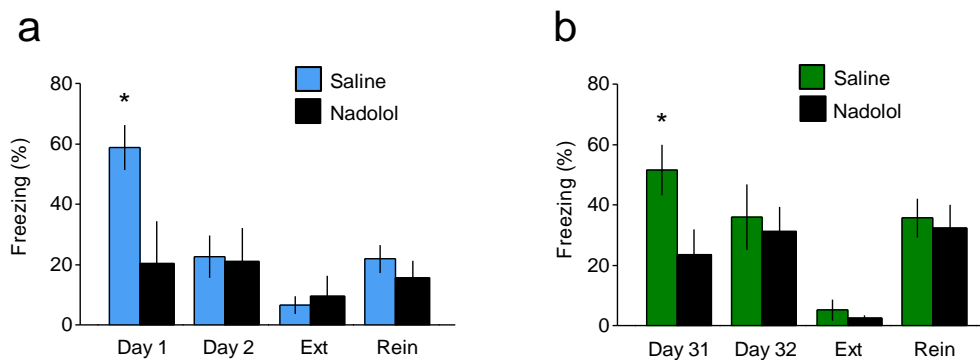 a
80
60
40
20
0
Freezing (%)
*
Saline
Nadolol
Day 1 Day 2 Ext Rein
b
80
60
40
20
0
Freezing (%)
*
Saline
Nadolol
Day 31 Day 32 Ext Rein